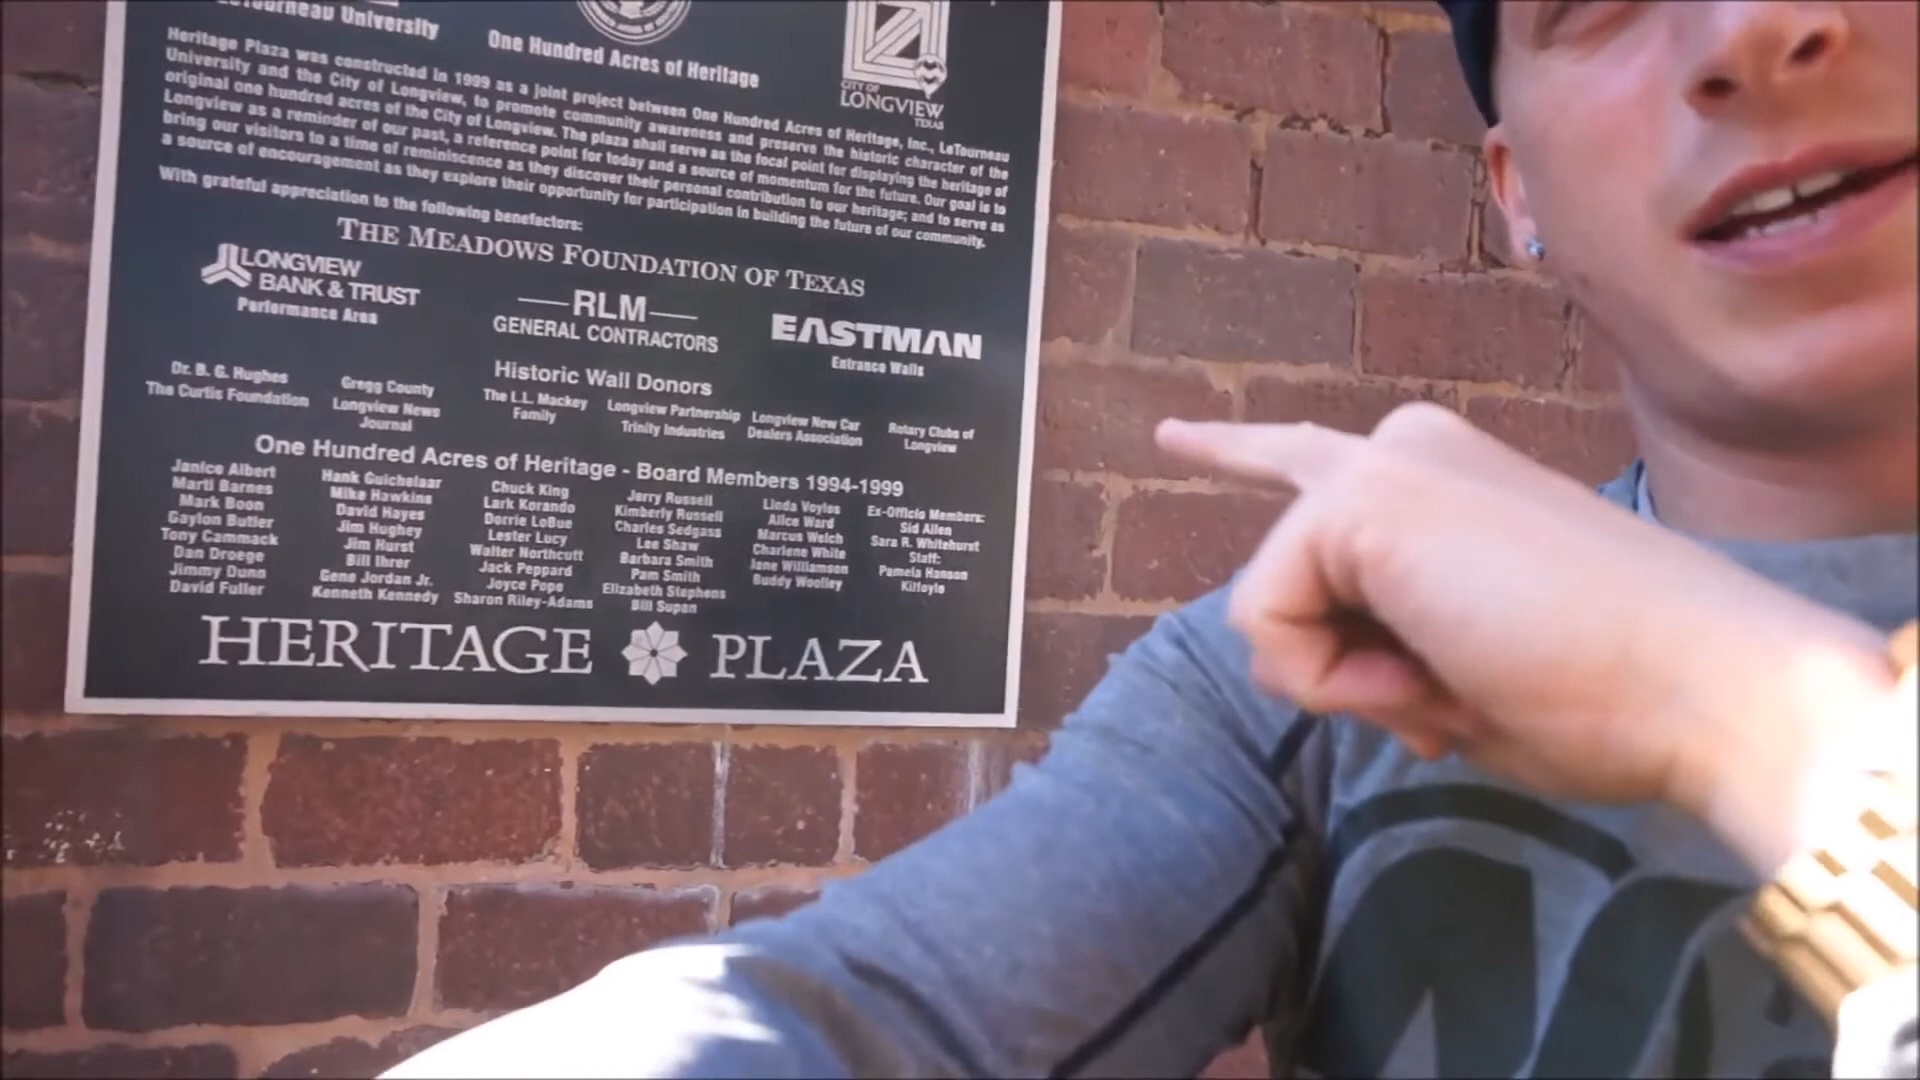 LeTourneau University
One Hundred Acres of Heritage
CITY OF
LONGVIEW
TEXAS
Heritage Plaza was constructed in 1999 as a joint project between One Hundred Acres of Heritage, Inc., LeTourneau
University and the City of Longview, to promote community awareness and preserve the historic character of the
original one hundred acres of the City of Longview. The plaza shall serve as the focal point for displaying the heritage of
Longview as a reminder of our past, a reference point for today and a source of momentum for the future. Our goal is to
bring our visitors to a time of reminiscence as they discover their personal contribution to our heritage; and to serve as
a source of encouragement as they explore their opportunity for participation in building the future of our community.
With grateful appreciation to the following benefactors:
THE MEADOWS FOUNDATION OF TEXAS
LONGVIEW
BANK & TRUST
Performance Area
RLM
GENERAL CONTRACTORS
EASTMAN
Entrance Walls
Historic Wall Donors
Dr. B. G. Hughes
The Curtis Foundation
Gregg County
Longview News
Journal
The L.L. Mackey
Family
Longview Partnership
Trinity Industries
Longview New Car
Dealers Association
Rotary Clubs of
Longview
One Hundred Acres of Heritage - Board Members 1994-1999
Janice Albert
Marti Barnes
Mark Boon
Gaylon Butler
Tony Cammack
Dan Droege
Jimmy Dunn
David Fuller
Hank Guichelaar
Mike Hawkins
David Hayes
Jim Hughey
Jim Hurst
Bill Ihrer
Gene Jordan Jr.
Kenneth Kennedy
Chuck King
Lark Korando
Dorrie LoBue
Lester Lucy
Walter Northcutt
Jack Peppard
Joyce Pope
Sharon Riley-Adams
Jerry Russell
Kimberly Russell
Charles Sedgass
Lee Shaw
Barbara Smith
Pam Smith
Elizabeth Stephens
Bill Supan
Linda Voyles
Alice Ward
Marcus Welch
Charlene White
Jane Williamson
Buddy Woolley
Ex-Officio Members:
Sid Allen
Sara R. Whitehurst
Staff:
Pamela Hanson
Kilfoyle
HERITAGE PLAZA